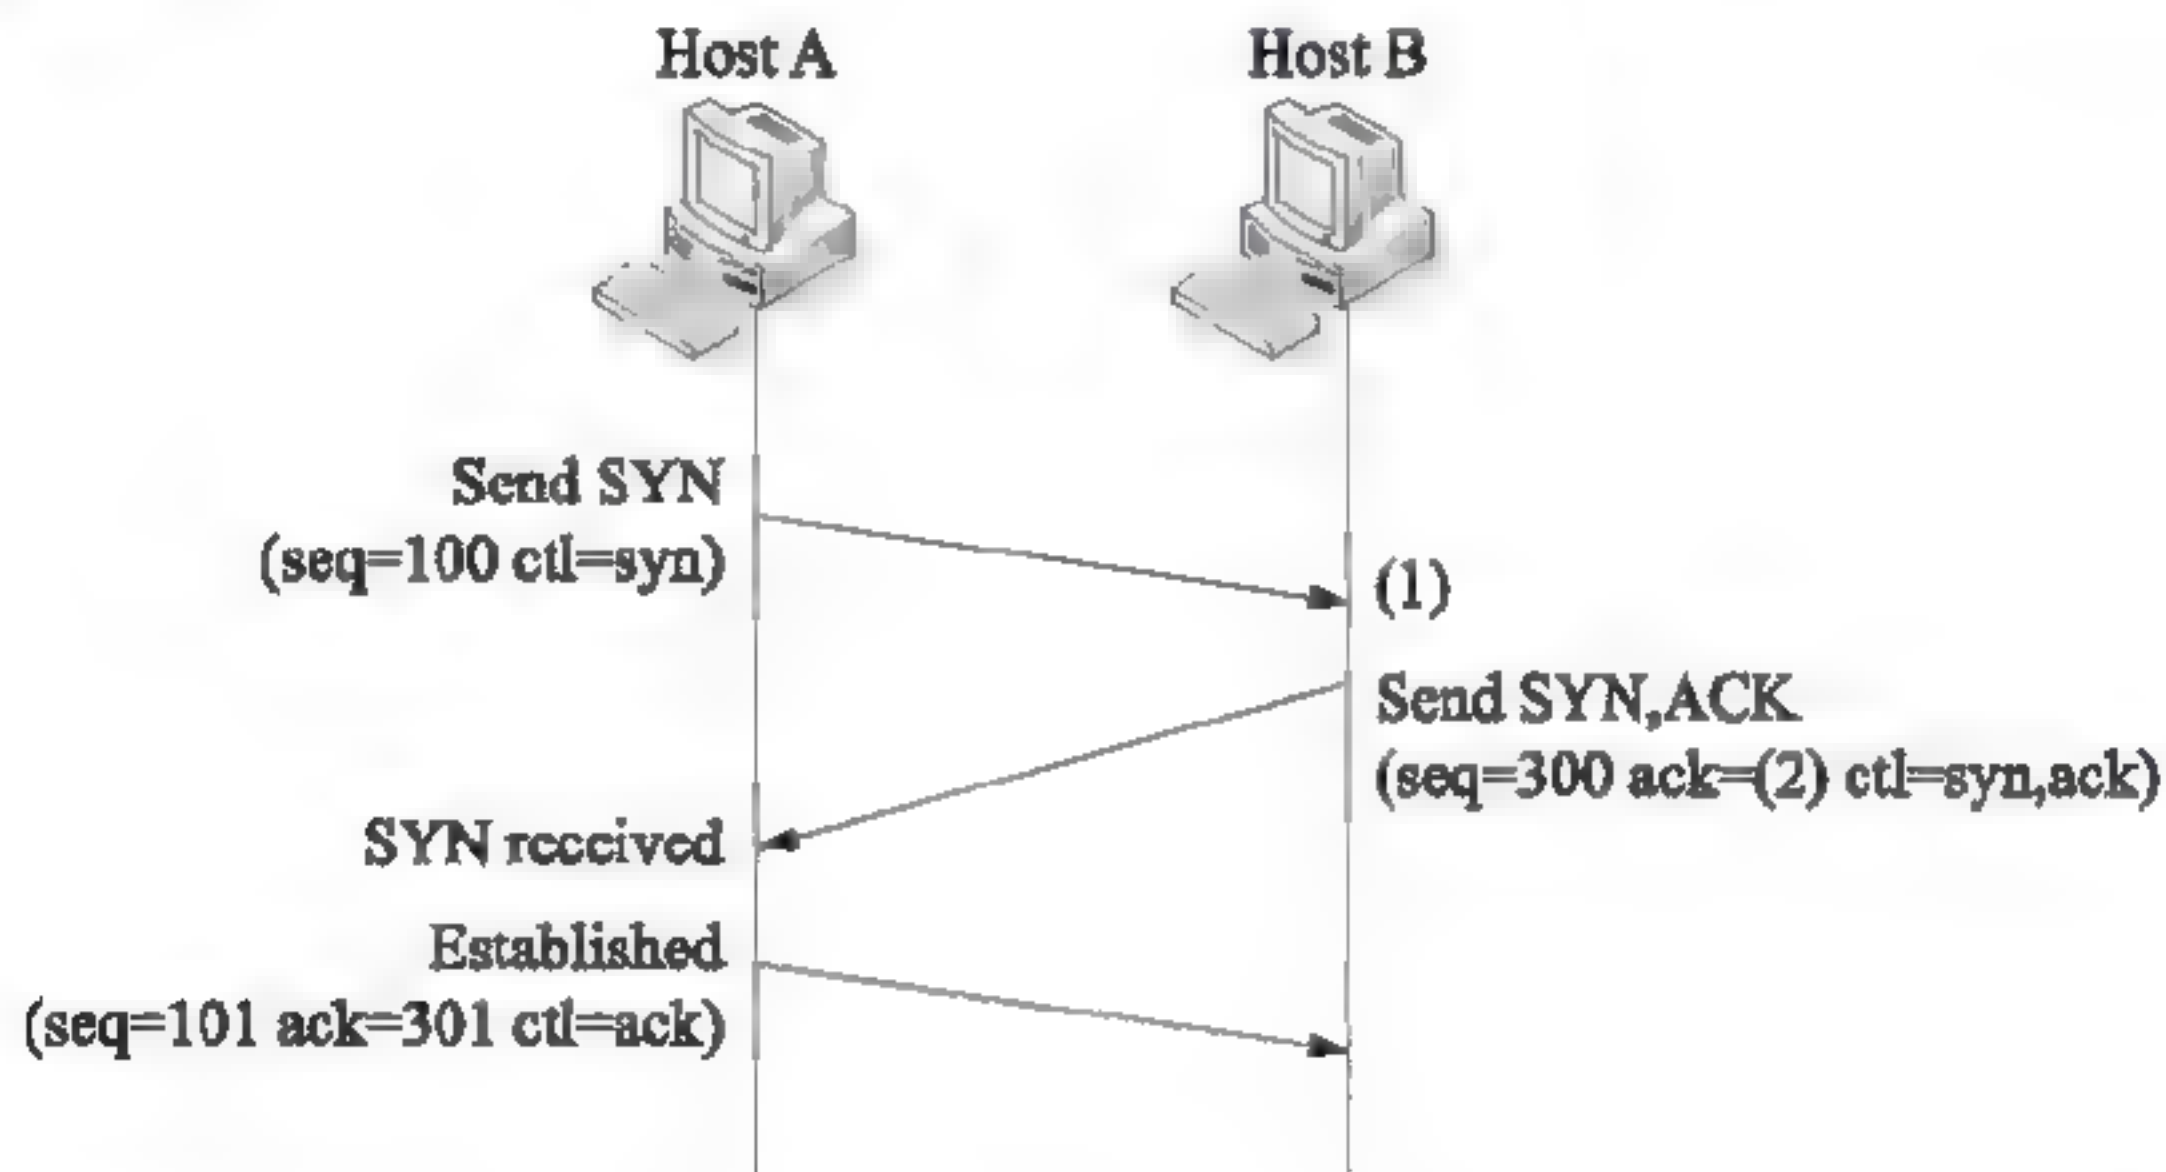 Host A
Host B
Send SYN
(seq=100 ctl=syn)
(1)
Send SYN,ACK
(seq=300 ack=(2) ctl=syn,ack)
SYN received
Established
(seq=101 ack=301 ctl=ack)